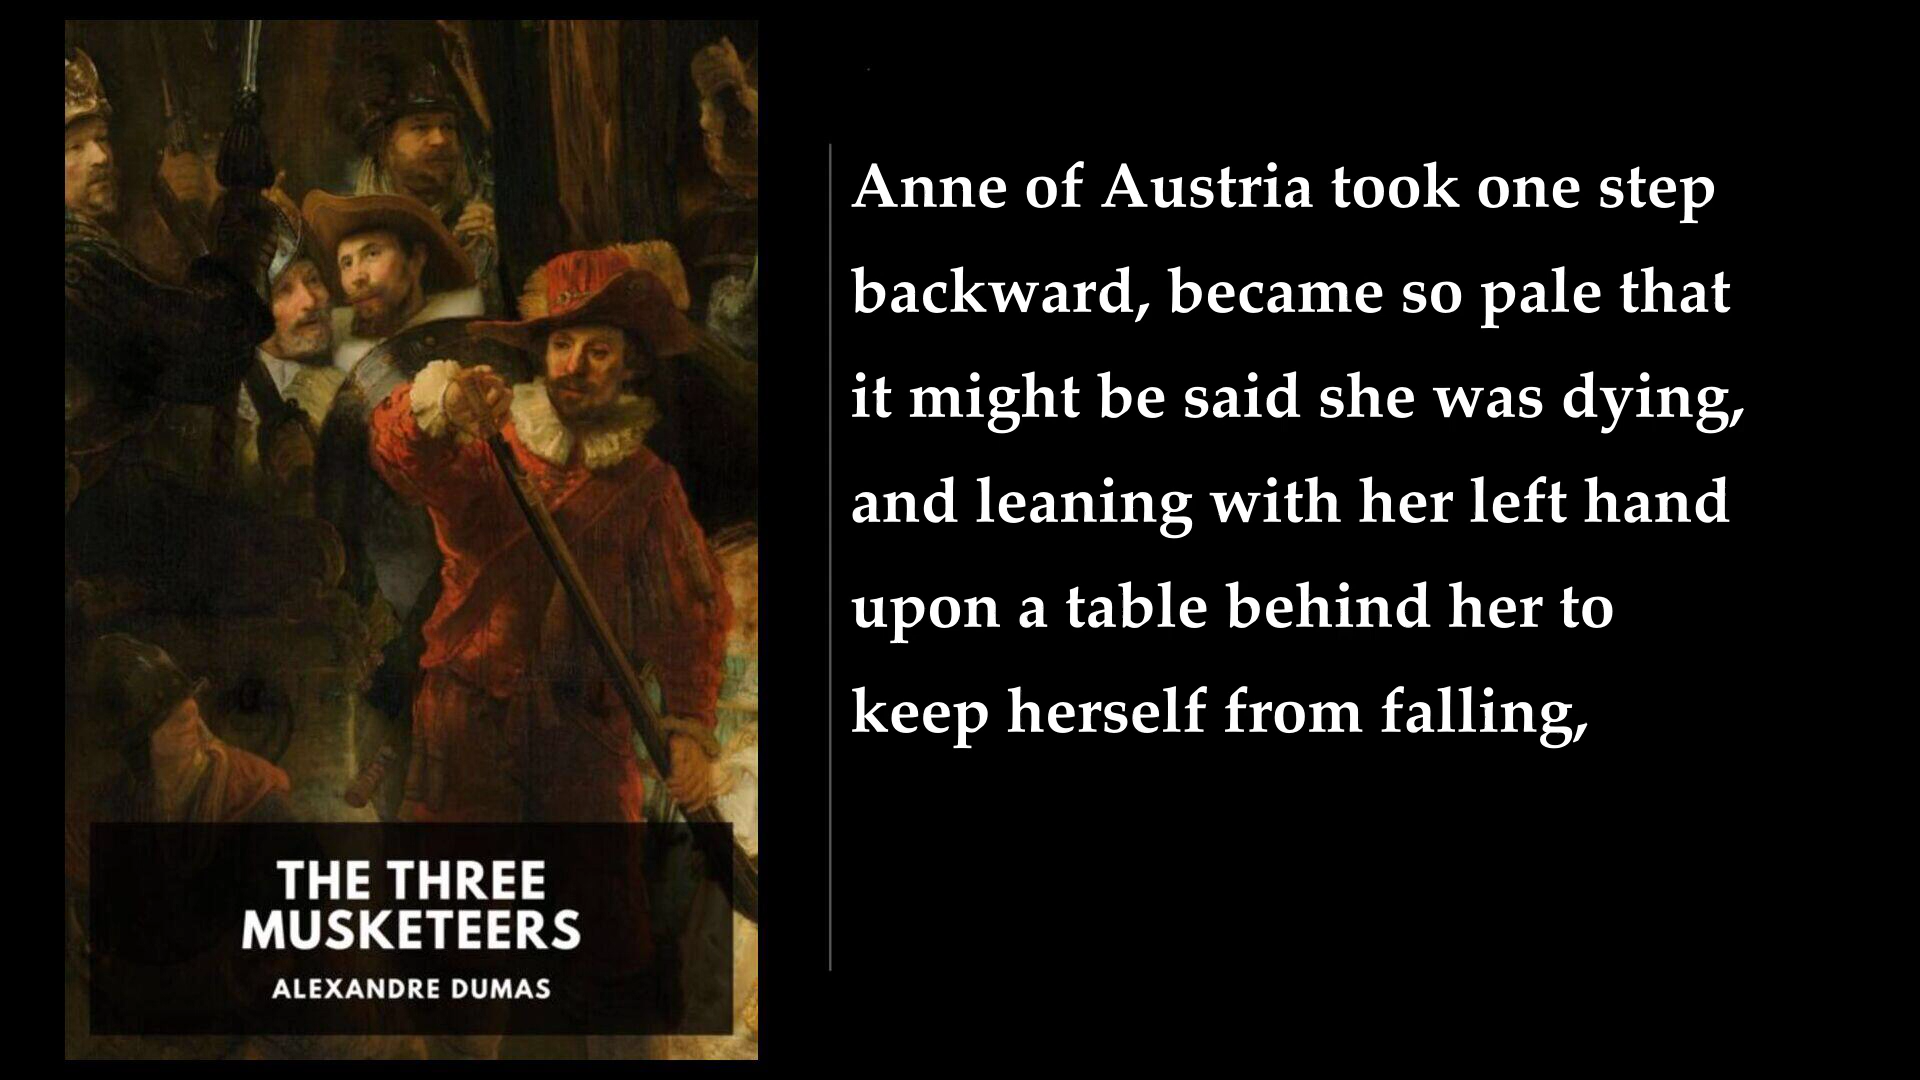 THE THREE
MUSKETEERS
ALEXANDRE DUMAS
Anne of Austria took one step
backward, became so pale that
it might be said she was dying,
and leaning with her left hand
upon a table behind her to
keep herself from falling,